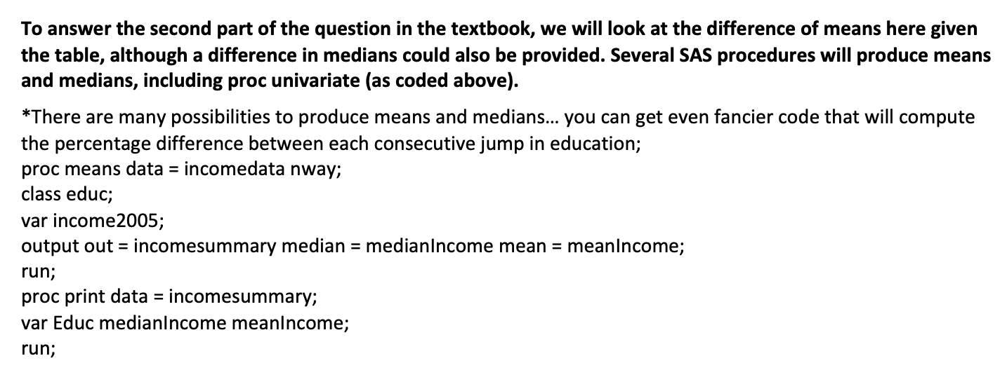 To answer the second part of the question in the textbook, we will look at the difference of means here given
the table, although a difference in medians could also be provided. Several SAS procedures will produce means
and medians, including proc univariate (as coded above).
*There are many possibilities to produce means and medians... you can get even fancier code that will compute
the percentage difference between each consecutive jump in education;
proc means data = incomedata nway;
class educ;
var income2005;
output out = incomesummary median = medianIncome mean = meanIncome;
run;
proc print data = incomesummary;
var Educ medianIncome meanIncome;
run;